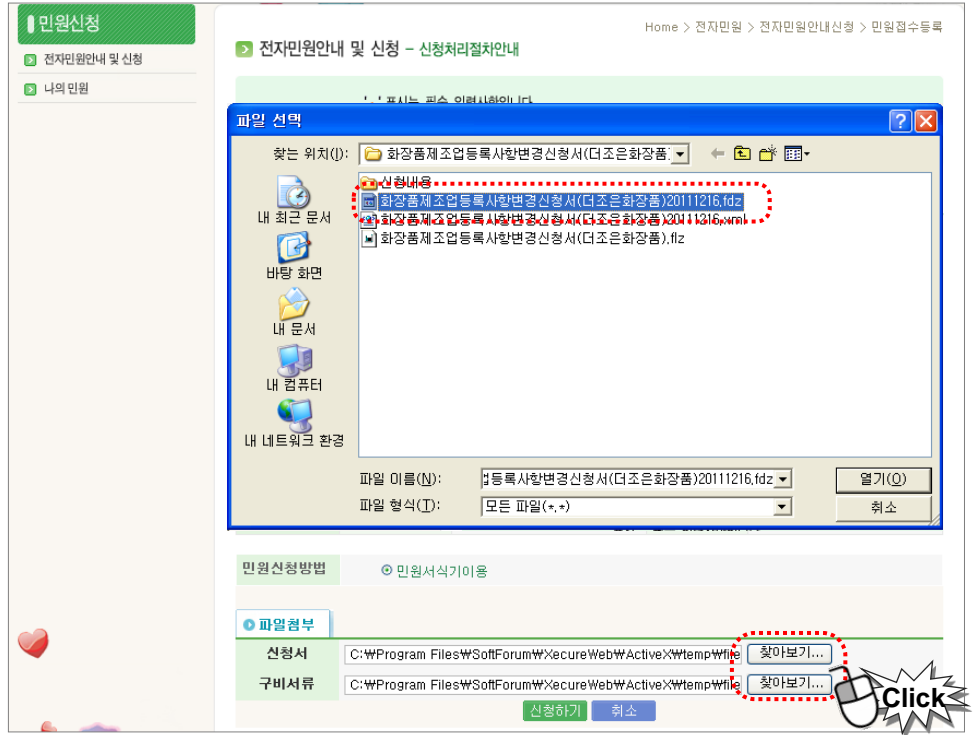 민원신청
Home > 전자민원 > 전자민원안내신청 > 민원접수등록
전자민원안내 및 신청 – 신청처리절차안내
전자민원안내 및 신청
나의 민원
표시는 필수 입력사항입니다
파일 선택
찾는 위치(I):
화장품제조업등록사항변경신청서(더조은화장품
신청내용
화장품제조업등록사항변경신청서(더조은화장품)20111216.fdz
화장품제조업등록사항변경신청서(더조은화장품)20111216.xml
화장품제조업등록사항변경신청서(더조은화장품).flz
내 최근 문서
바탕 화면
내 문서
내 컴퓨터
내 네트워크 환경
파일 이름(N):
등록사항변경신청서(더조은화장품)20111216.fdz
열기(O)
파일 형식(T):
모든 파일(*.*)
취소
민원신청방법
민원서식기이용
파일첨부
신청서
C:₩Program Files₩SoftForum₩XecureWeb₩ActiveX₩temp₩file
찾아보기...
구비서류
C:₩Program Files₩SoftForum₩XecureWeb₩ActiveX₩temp₩file
찾아보기...
Click
신청하기
취소